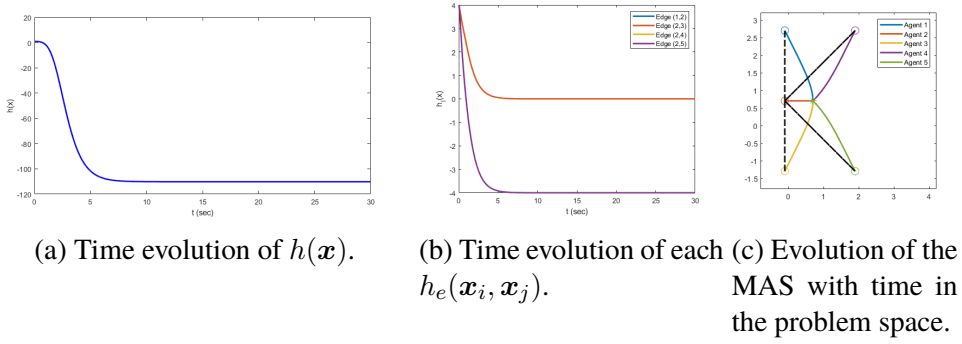 20
0
-20
-40
-60
-80
-100
-120
h(x)
0 5 10 15 20 25 30
t (sec)
4
3
2
1
0
-1
-2
-3
-4
h_i(x)
0 5 10 15 20 25 30
t (sec)
Edge (1,2)
Edge (2,3)
Edge (2,4)
Edge (2,5)
3
2.5
2
1.5
1
0.5
0
-0.5
-1
-1.5
0 1 2 3 4
Agent 1
Agent 2
Agent 3
Agent 4
Agent 5
(a) Time evolution of h(x).
(b) Time evolution of each
h_e(x_i, x_j).
(c) Evolution of the
MAS with time in
the problem space.